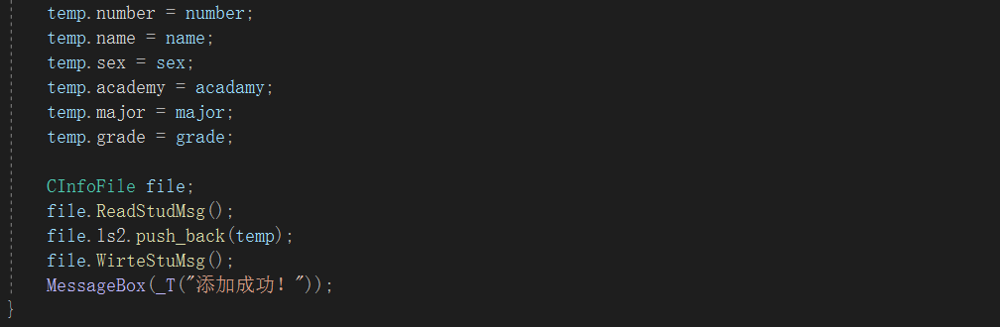 temp.number = number;
temp.name = name;
temp.sex = sex;
temp.academy = acadamy;
temp.major = major;
temp.grade = grade;
CInfoFile file;
file.ReadStudMsg();
file.ls2.push_back(temp);
file.WirteStuMsg();
MessageBox(_T("添加成功！"));
}